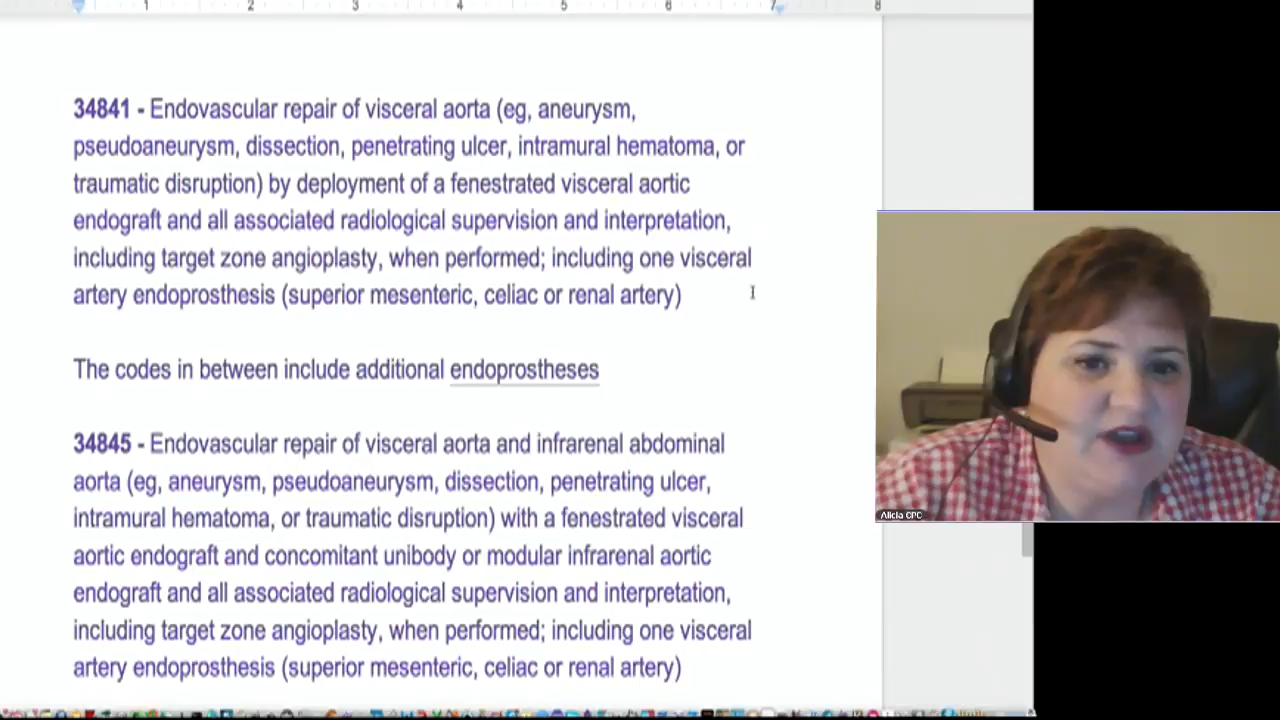 1 2 3 4 5 6 7 8
34841 - Endovascular repair of visceral aorta (eg, aneurysm,
pseudoaneurysm, dissection, penetrating ulcer, intramural hematoma, or
traumatic disruption) by deployment of a fenestrated visceral aortic
endograft and all associated radiological supervision and interpretation,
including target zone angioplasty, when performed; including one visceral
artery endoprosthesis (superior mesenteric, celiac or renal artery)
The codes in between include additional endoprostheses
34845 - Endovascular repair of visceral aorta and infrarenal abdominal
aorta (eg, aneurysm, pseudoaneurysm, dissection, penetrating ulcer,
intramural hematoma, or traumatic disruption) with a fenestrated visceral
aortic endograft and concomitant unibody or modular infrarenal aortic
endograft and all associated radiological supervision and interpretation,
including target zone angioplasty, when performed; including one visceral
artery endoprosthesis (superior mesenteric, celiac or renal artery)
Alicia CPC